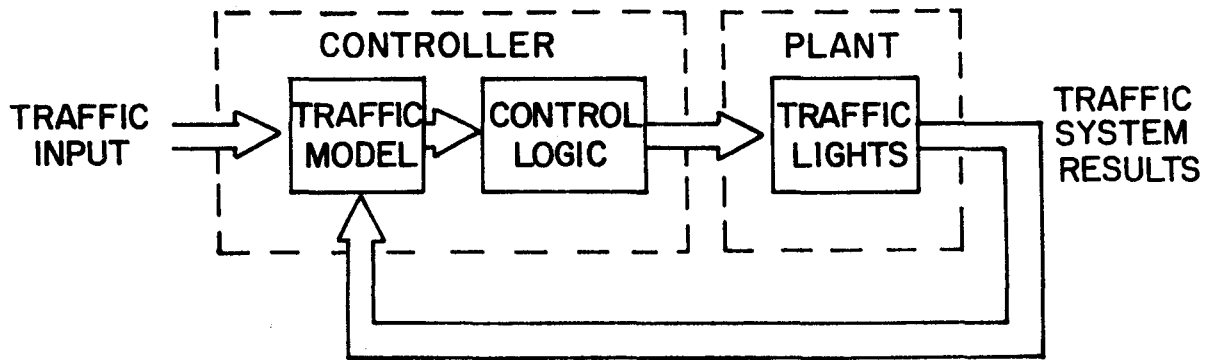 CONTROLLER
PLANT
TRAFFIC
INPUT
TRAFFIC
MODEL
CONTROL
LOGIC
TRAFFIC
LIGHTS
TRAFFIC
SYSTEM
RESULTS